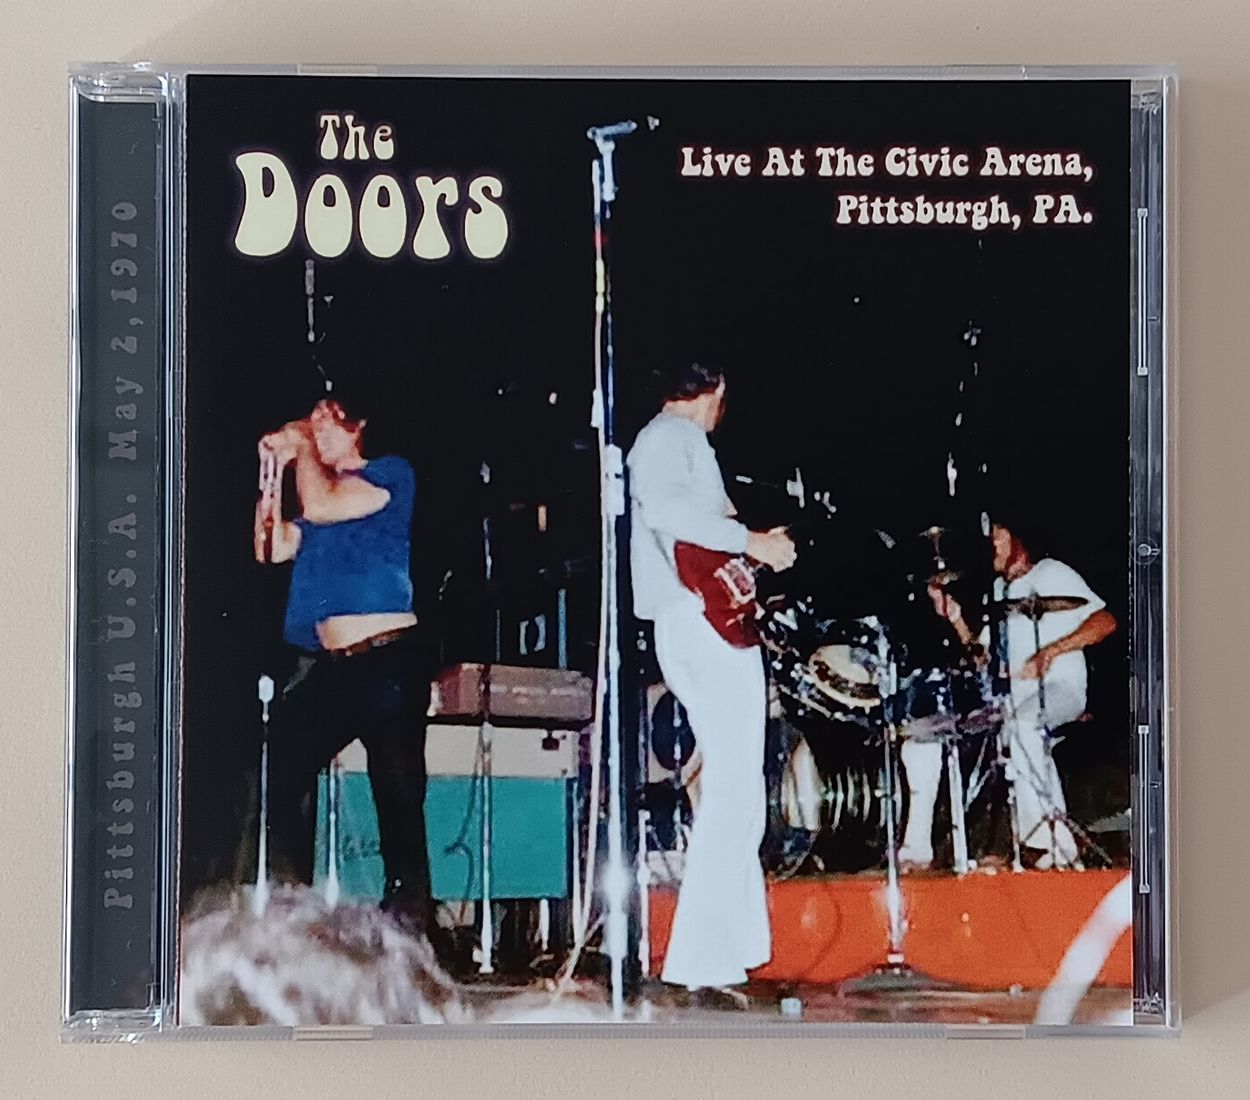 The
Doors
Live At The Civic Arena,
Pittsburgh, PA.
Pittsburgh U.S.A. May 2, 1970